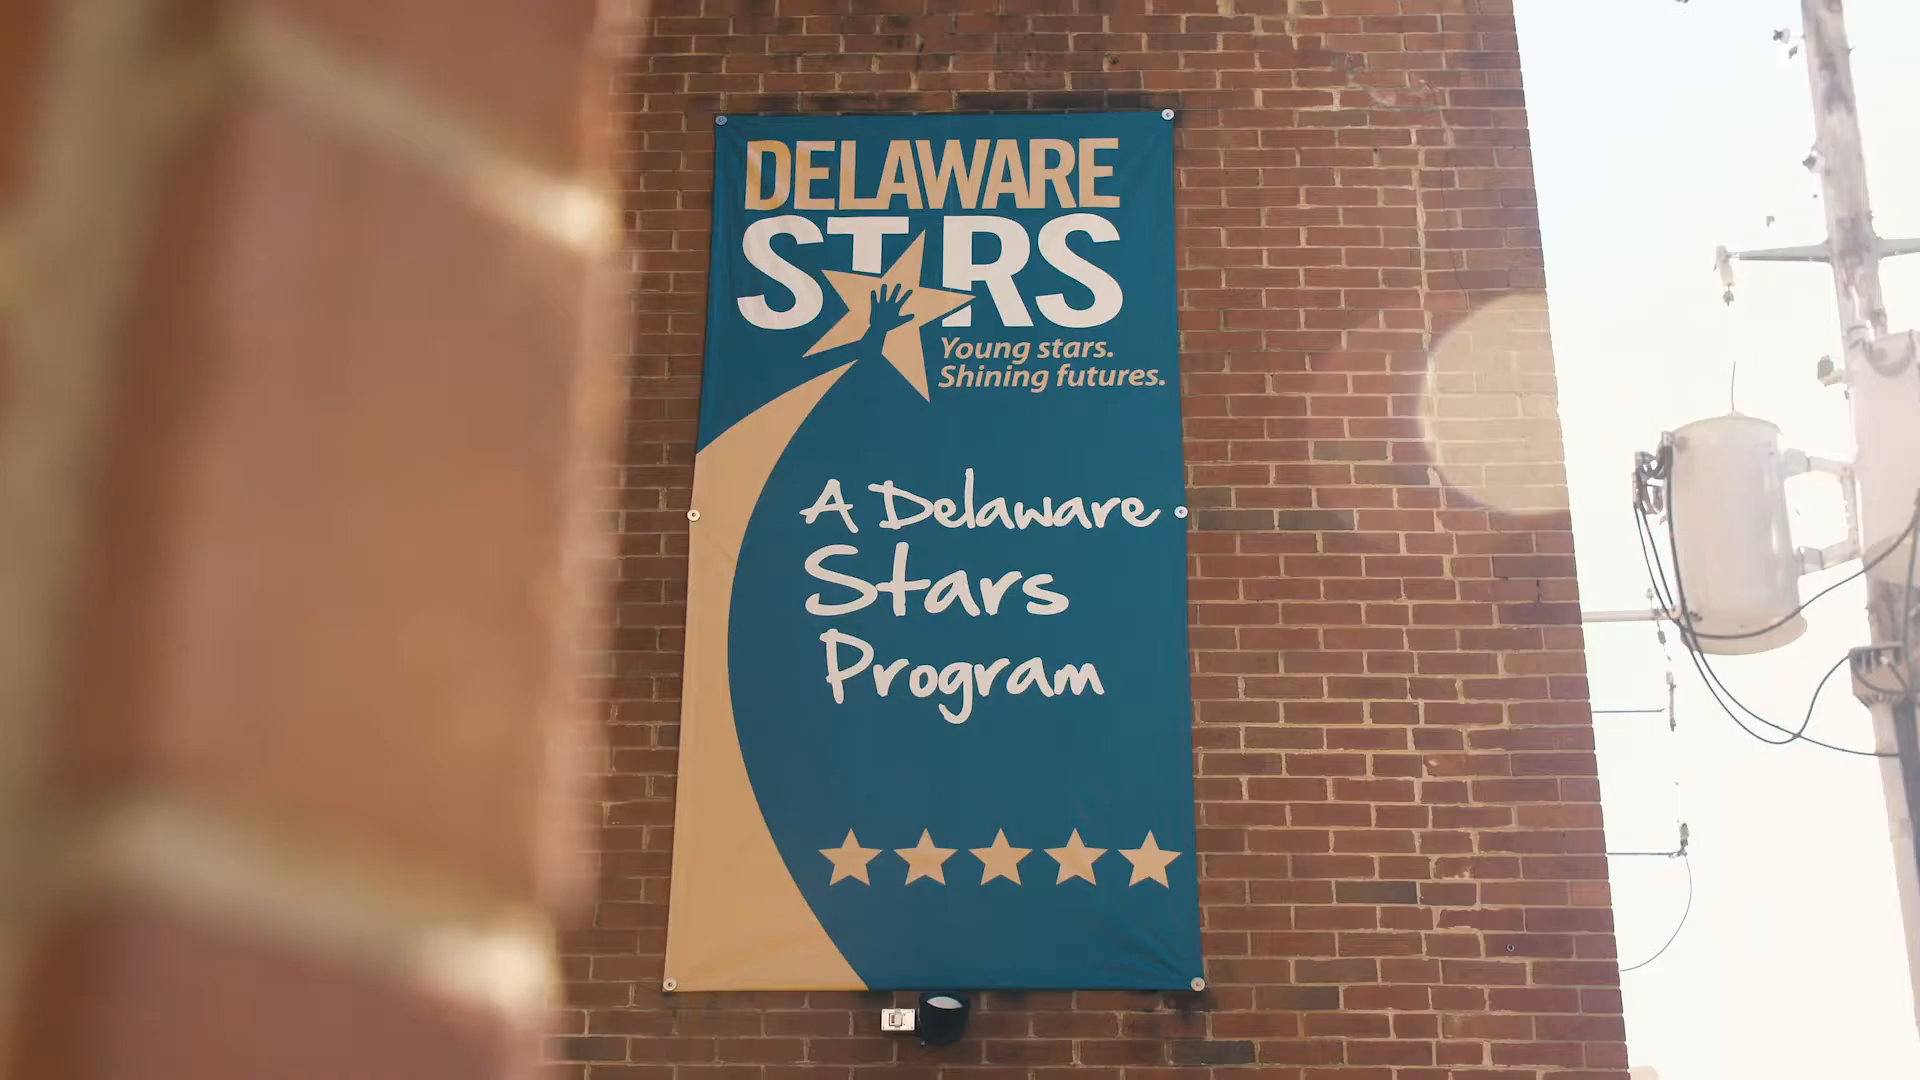 DELAWARE
STARS
Young stars.
Shining futures.
A Delaware
Stars
Program